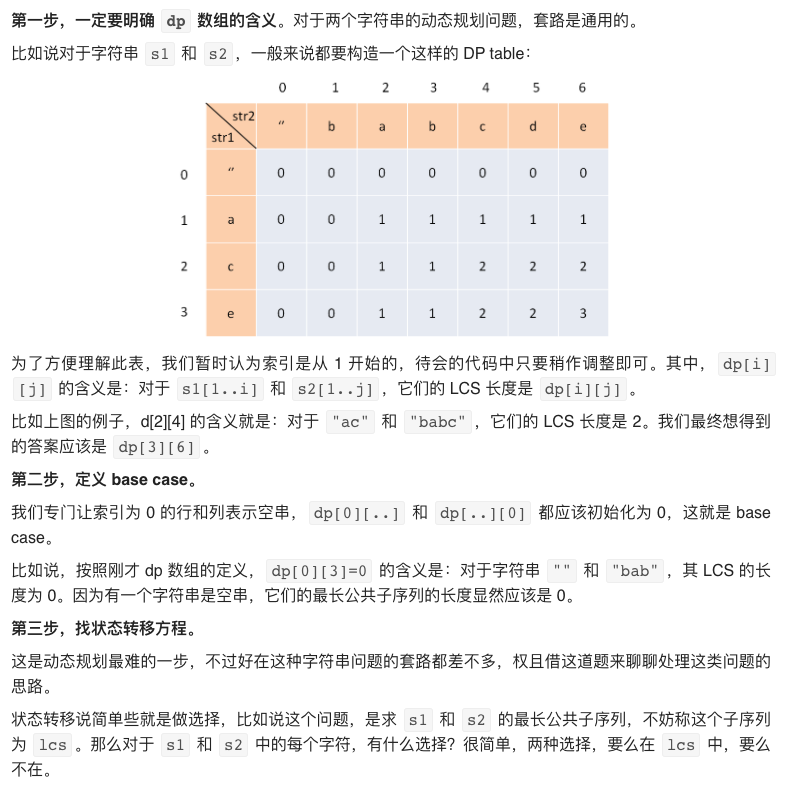 第一步，一定要明确 dp 数组的含义。对于两个字符串的动态规划问题，套路是通用的。
比如说对于字符串 s1 和 s2，一般来说都要构造一个这样的 DP table：
0 1 2 3 4 5 6
str2
str1
“” b a b c d e
0 “” 0 0 0 0 0 0 0
1 a 0 0 1 1 1 1 1
2 c 0 0 1 1 2 2 2
3 e 0 0 1 1 2 2 3
为了方便理解此表，我们暂时认为索引是从 1 开始的，待会的代码中只要稍作调整即可。其中， dp[i]
[j] 的含义是：对于 s1[1..i] 和 s2[1..j]，它们的 LCS 长度是 dp[i][j]。
比如上图的例子，d[2][4] 的含义就是：对于 "ac" 和 "babc"，它们的 LCS 长度是 2。我们最终想得到
的答案应该是 dp[3][6]。
第二步，定义 base case。
我们专门让索引为 0 的行和列表示空串， dp[0][..] 和 dp[..][0] 都应该初始化为 0，这就是 base
case。
比如说，按照刚才 dp 数组的定义， dp[0][3]=0 的含义是：对于字符串 "" 和 "bab"，其 LCS 的长
度为 0。因为有一个字符串是空串，它们的最长公共子序列的长度显然应该是 0。
第三步，找状态转移方程。
这是动态规划最难的一步，不过好在这种字符串问题的套路都差不多，权且借这道题来聊聊处理这类问题的
思路。
状态转移说简单些就是做选择，比如说这个问题，是求 s1 和 s2 的最长公共子序列，不妨称这个子序列
为 lcs。那么对于 s1 和 s2 中的每个字符，有什么选择？很简单，两种选择，要么在 lcs 中，要么
不在。